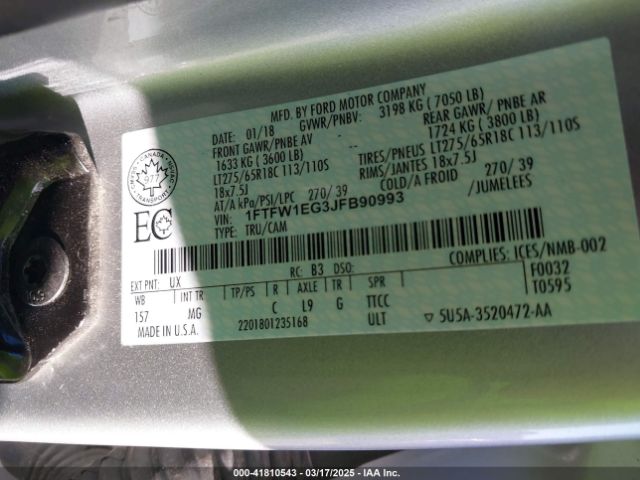 MFD. BY FORD MOTOR COMPANY
DATE: 01/18 GVWR/PNBV: 3198 KG ( 7050 LB)
FRONT GAWR/ PNBE AV REAR GAWR/ PNBE AR
1633 KG ( 3600 LB) 1724 KG ( 3800 LB)
LT275/65R18C 113/110S TIRES/PNEUS LT275/65R18C 113/110S
18x7.5J RIMS/JANTES 18x7.5J
AT/A kPa/PSI/LPC 270/ 39 COLD/A FROID 270/ 39
VIN: 1FTFW1EG3JFB90993 /JUMELEES
TYPE: TRU/CAM
CANADA
TRANSPORT
977
EC
COMPLIES: ICES/NMB-002
EXT PNT: UX RC: B3 DSO: F0032
WB INT TR TP/PS R AXLE TR SPR T0595
157 MG C L9 G TTCC
MADE IN U.S.A. 2201801235168 ULT ▽ SU5A-3520472-AA
000-41810543 — 03/17/2025 — IAA Inc.